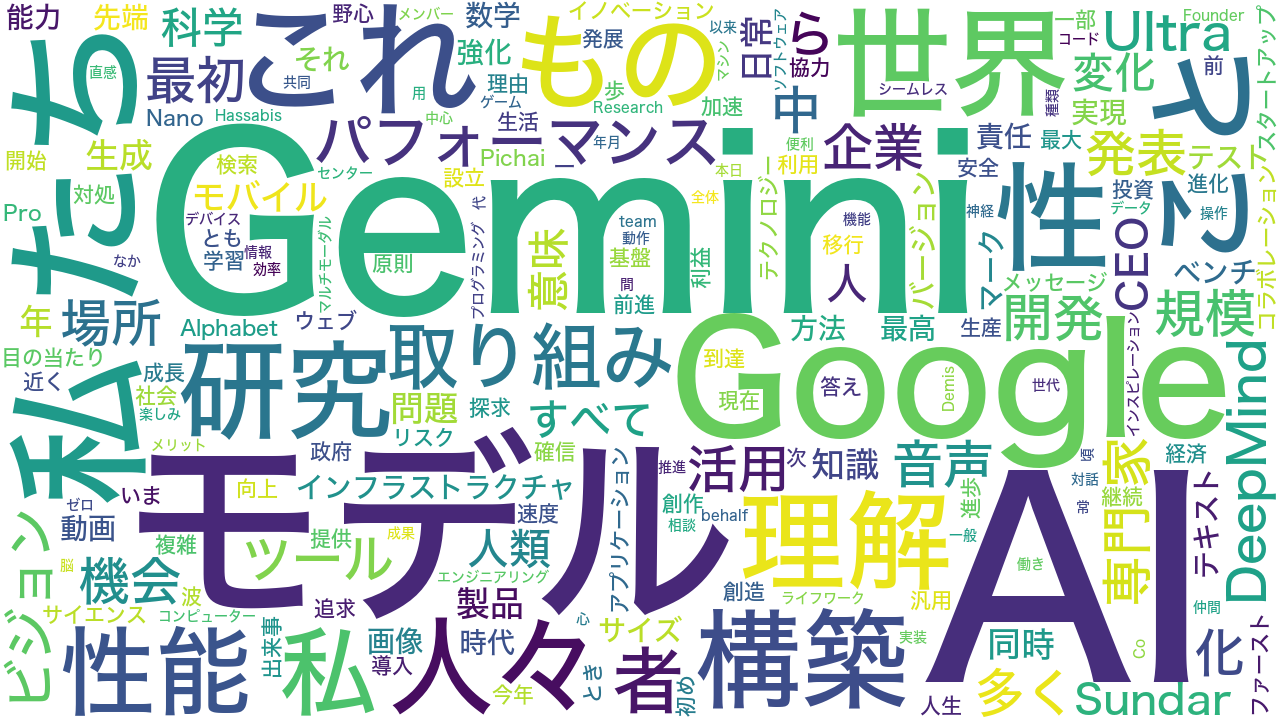 能力
先端
科学
これ
野心
メンバー
数学
イノベーション
以来
日常
ソフトウェア
ら
世界
一部
コード
Ultra
Founder
スタートアップ
直感
最初
共同
それ
強化
発展
もの
マシン
協力
シームレス
変化
前
と
用
理由
ゲーム
歩
Research
加速
中
種類
実現
Nano
Hassabis
中心
生活
年月
便利
企業
責任
最大
発表
テスト
開始
生成
検索
パフォーマンス
センター
Pichai
一
設立
本日
利用
安全
Pro
対処
モバイル
デバイス
Gemini
代
全体
テクノロジー
機能
バージョン
神経
性
投資
データ
進化
操作
こと
私たち
なか
とも
学習
情報
効率
マルチモーダル
原則
プログラミング
意味
team
動作
基盤
間
前進
利益
移行
人
マーク
メッセージ
CEO
ベンチ
コラボレーション
年
場所
Alphabet
ウェブ
取り組み
方法
最高
生産
開発
インスピレーション
規模
目の当たり
近く
成長
社会
楽しみ
研究
Google
到達
現在
答え
Demis
世代
DeepMind
問題
探求
すべて
リスク
メリット
政府
確信
推進
活用
次
知識
音声
頃
対話
常
専門
家
経済
継続
テキスト
ゼロ
いま
向上
インフラストラクチャ
モデル
アプリケーション
速度
創作
相談
behalf
理解
進歩
一般
AI
働き
ビジョン
動画
脳
複雑
提供
ツール
成果
人類
エンジニアリング
機会
波
サイエンス
コンピューター
追求
製品
創造
ライフワーク
汎用
仲間
性能
出来事
私
画像
導入
時代
人々
心
今年
とき
サイズ
者
初め
構築
実装
人生
同時
多く
Sundar
Co
化
ファースト